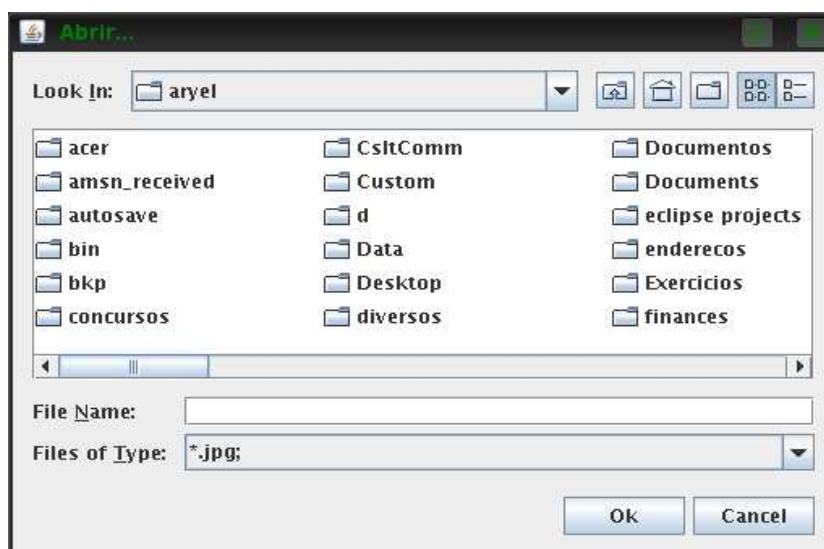 Abrir...
Look In: aryel
acer CsltComm Documentos
amsn_received Custom Documents
autosave d eclipse projects
bin Data enderecos
bkp Desktop Exercicios
concursos diversos finances
File Name:
Files of Type: *.jpg;
Ok Cancel